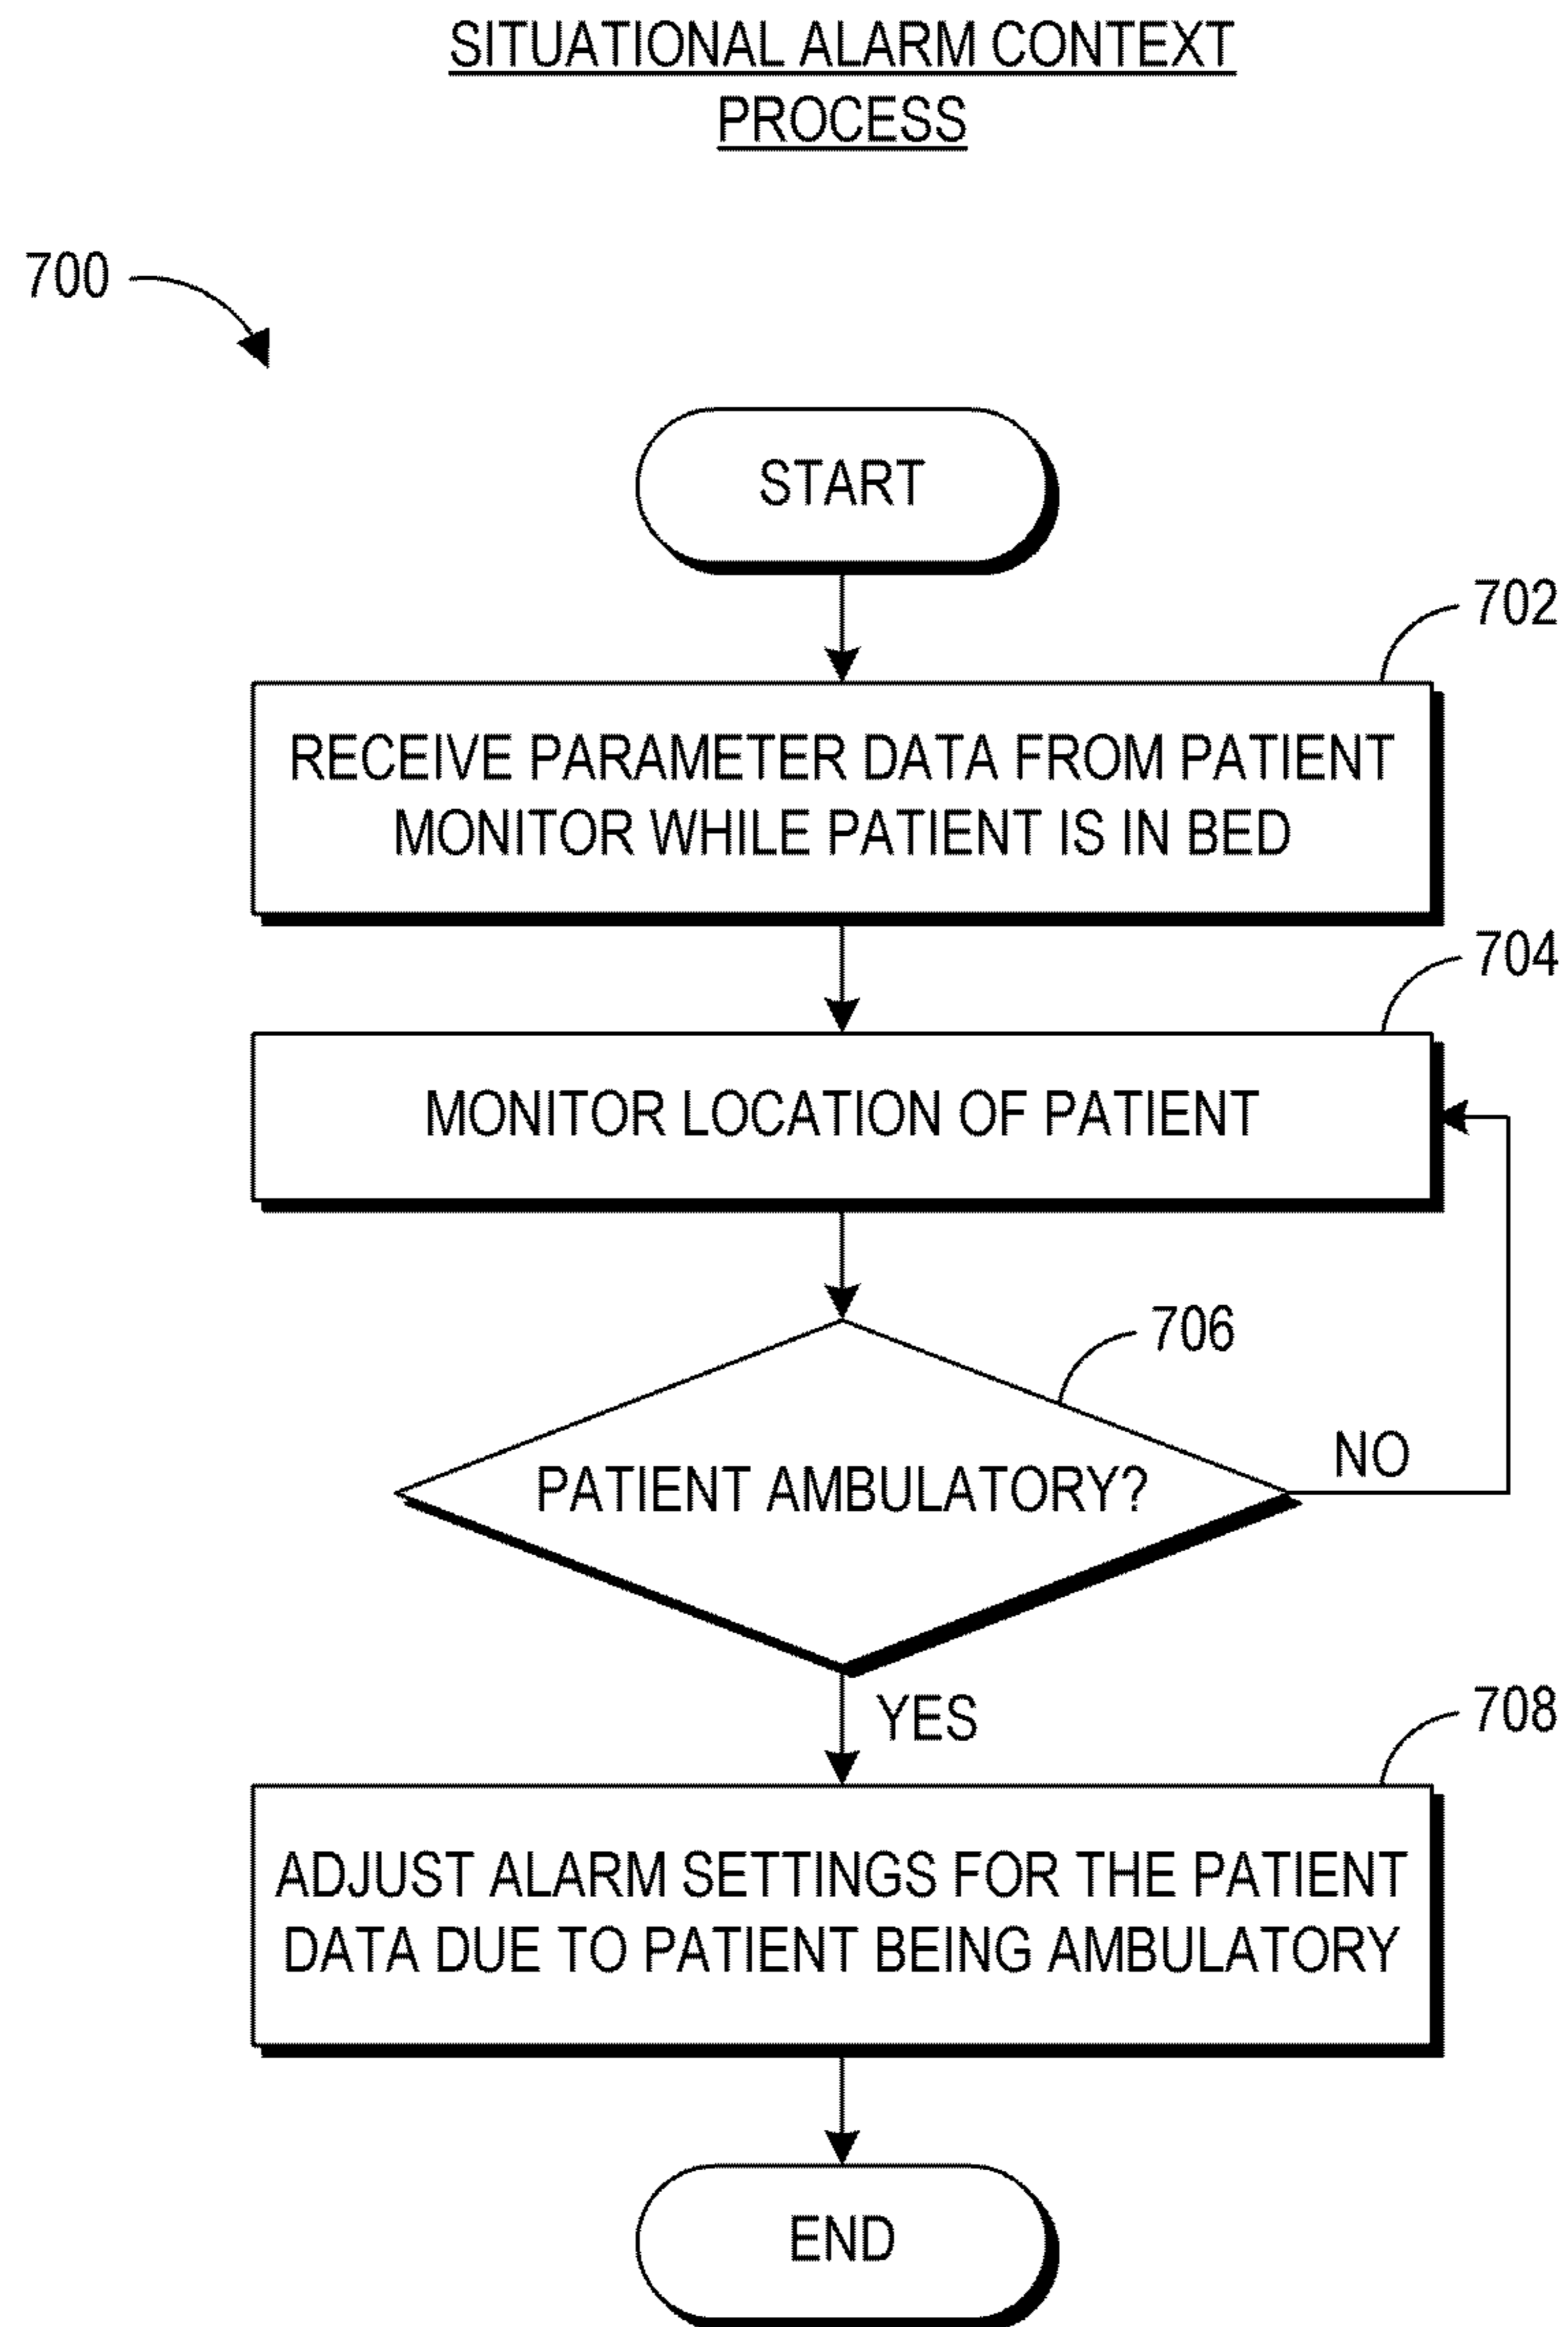 SITUATIONAL ALARM CONTEXT
PROCESS
700
START
702
RECEIVE PARAMETER DATA FROM PATIENT
MONITOR WHILE PATIENT IS IN BED
704
MONITOR LOCATION OF PATIENT
706
PATIENT AMBULATORY?
NO
YES
708
ADJUST ALARM SETTINGS FOR THE PATIENT
DATA DUE TO PATIENT BEING AMBULATORY
END